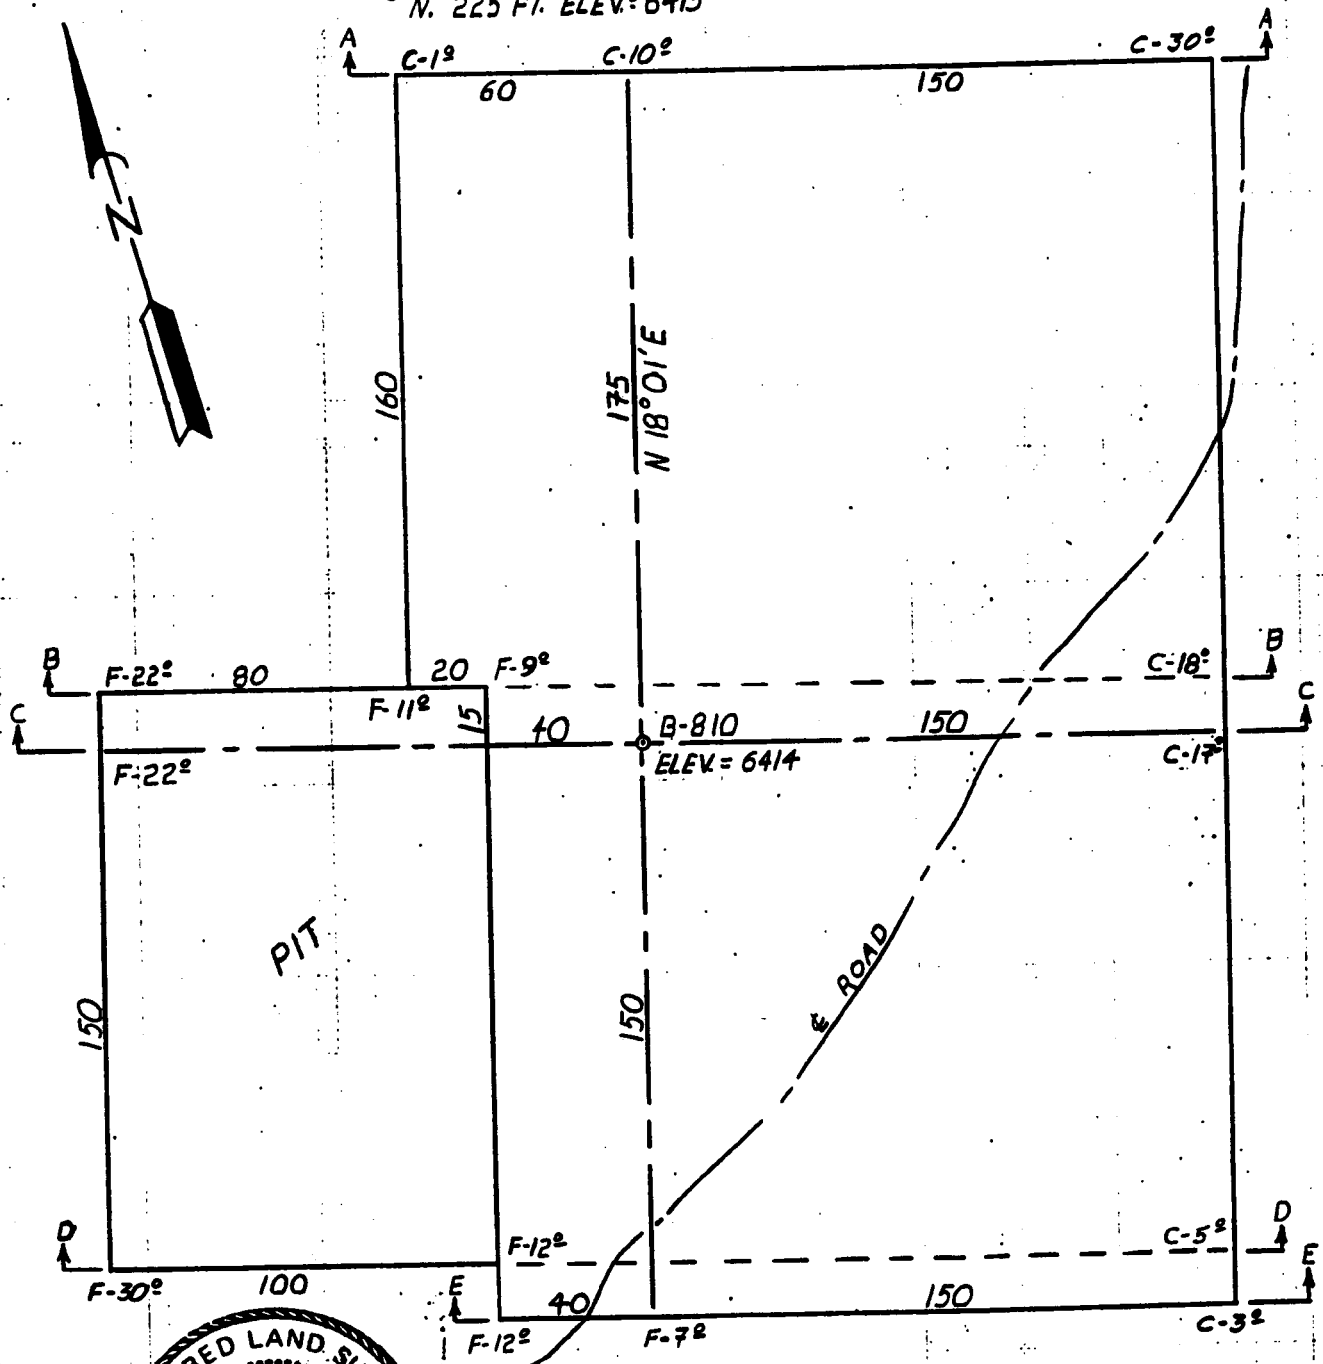 N. 225 FT. ELEV.= 6415
A
A
C-1º
C-10º
C-30º
60
150
N
160
175
N 18° 01' E
B
F-22º
80
20
F-9º
C-18º
B
F-11º
15
C
40
B-810
150
C
F-22º
ELEV. = 6414
C-17º
PIT
℄ ROAD
150
150
D
F-12º
C-5º
D
F-30º
100
E
E
40
150
F-12º
F-7º
C-3º
LAND